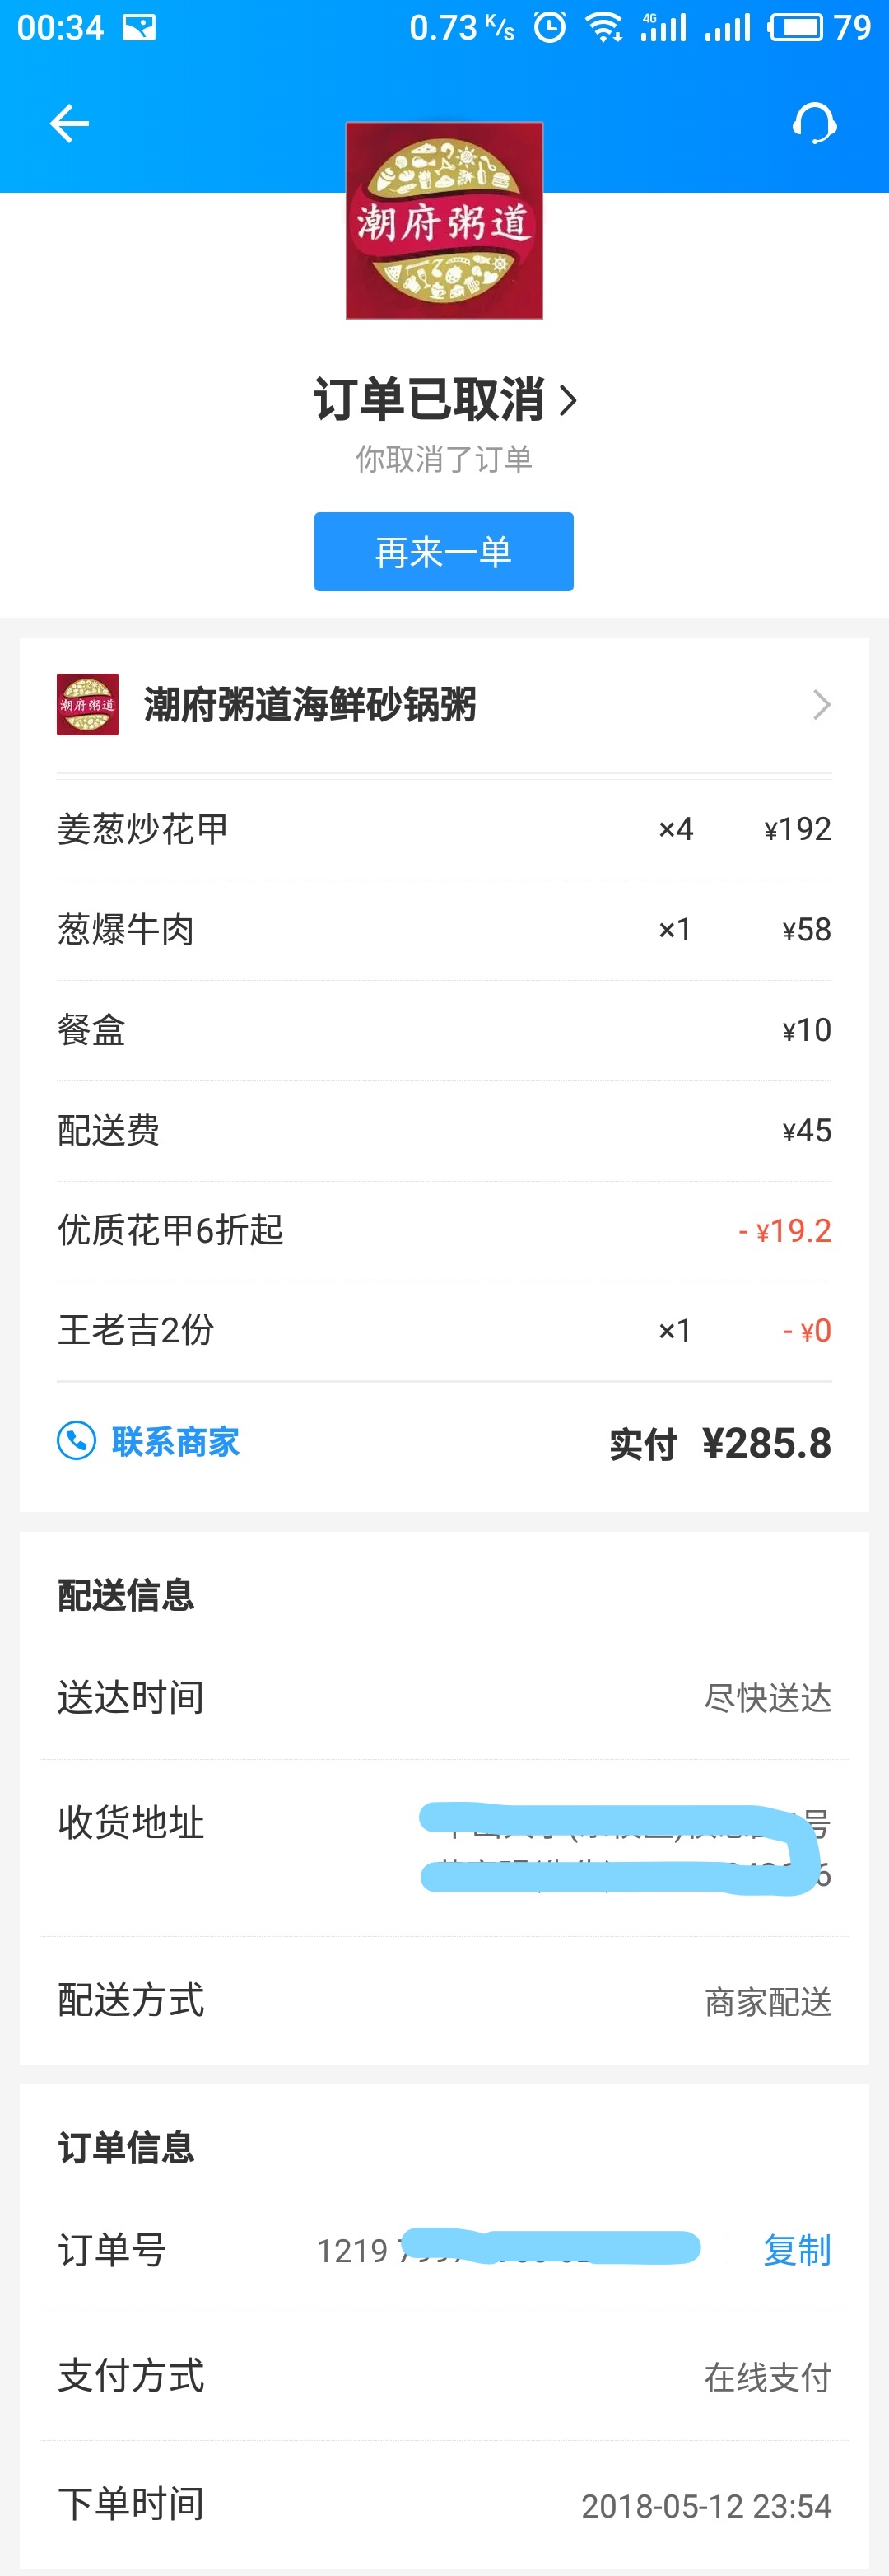 00:34 0.73 K/s 4G 79
潮府粥道
订单已取消
你取消了订单
再来一单
潮府粥道
潮府粥道海鲜砂锅粥
姜葱炒花甲 ×4 ¥192
葱爆牛肉 ×1 ¥58
餐盒 ¥10
配送费 ¥45
优质花甲6折起 - ¥19.2
王老吉2份 ×1 - ¥0
联系商家 实付 ¥285.8
配送信息
送达时间 尽快送达
收货地址 号
6
配送方式 商家配送
订单信息
订单号 1219 复制
支付方式 在线支付
下单时间 2018-05-12 23:54